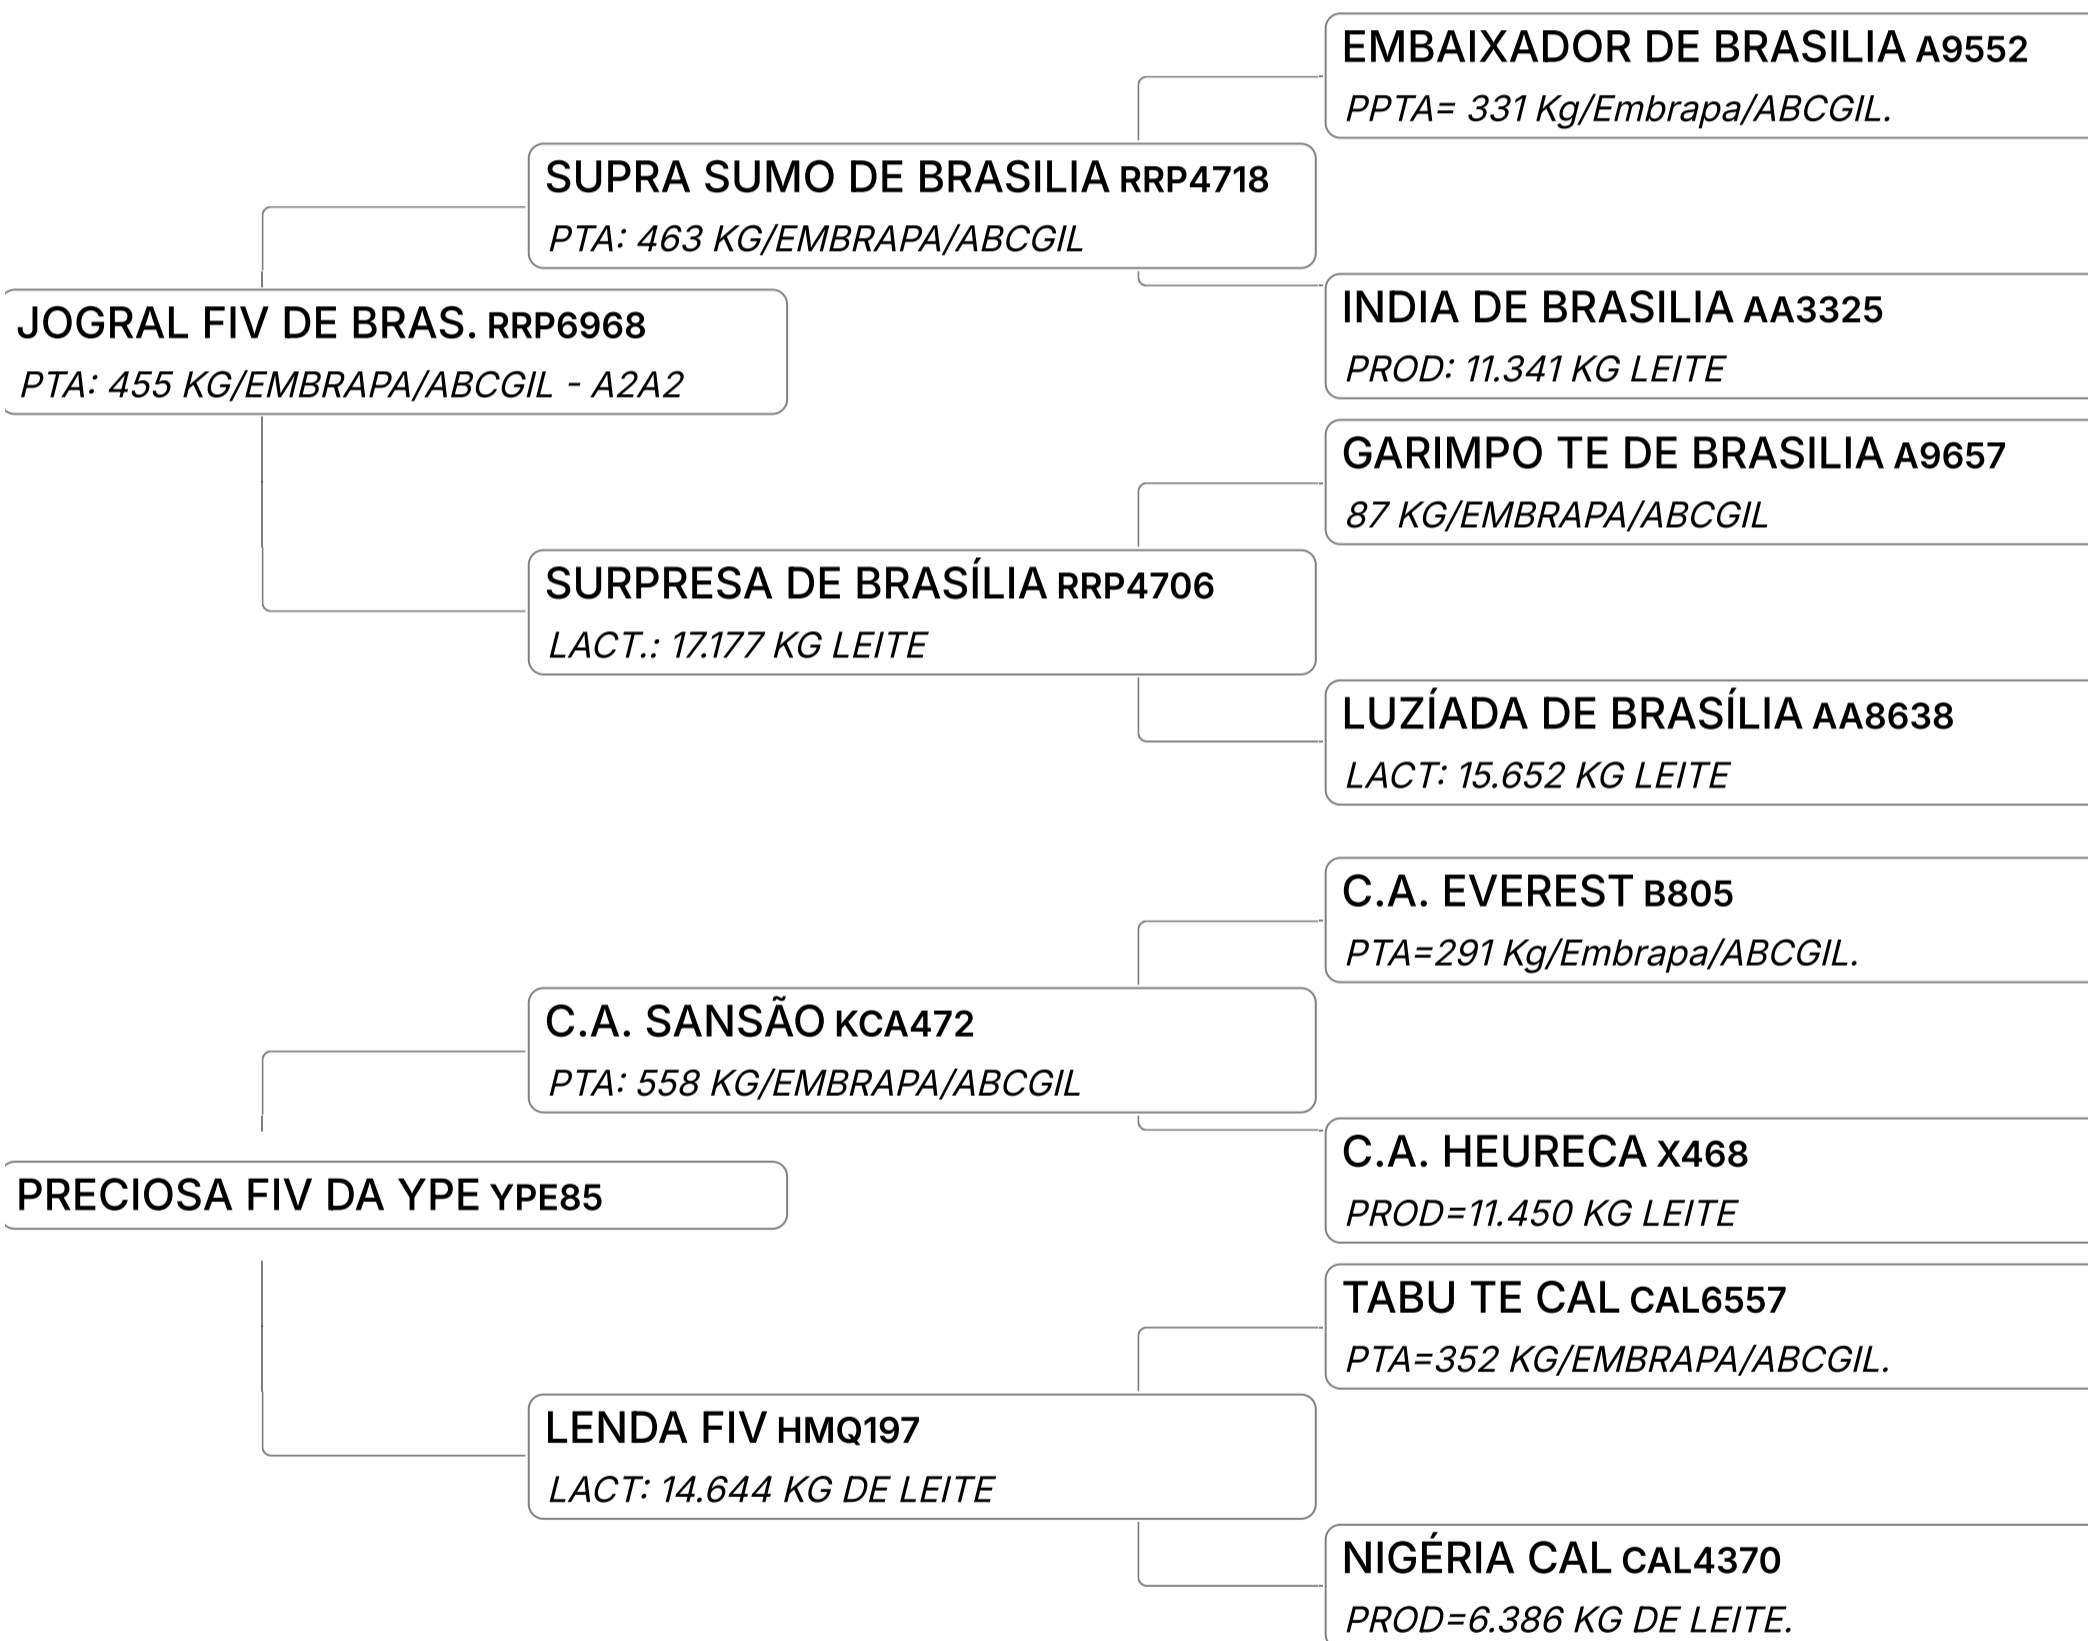 EMBAIXADOR DE BRASILIA A9552
PPTA= 331 Kg/Embrapa/ABCGIL.
SUPRA SUMO DE BRASILIA RRP4718
PTA: 463 KG/EMBRAPA/ABCGIL
INDIA DE BRASILIA AA3325
PROD: 11.341 KG LEITE
JOGRAL FIV DE BRAS. RRP6968
PTA: 455 KG/EMBRAPA/ABCGIL - A2A2
GARIMPO TE DE BRASILIA A9657
87 KG/EMBRAPA/ABCGIL
SURPRESA DE BRASÍLIA RRP4706
LACT.: 17.177 KG LEITE
LUZÍADA DE BRASÍLIA AA8638
LACT: 15.652 KG LEITE
C.A. EVEREST B805
PTA=291 Kg/Embrapa/ABCGIL.
C.A. SANSÃO KCA472
PTA: 558 KG/EMBRAPA/ABCGIL
C.A. HEURECA X468
PROD=11.450 KG LEITE
PRECIOSA FIV DA YPE YPE85
TABU TE CAL CAL6557
PTA=352 KG/EMBRAPA/ABCGIL.
LENDA FIV HMQ197
LACT: 14.644 KG DE LEITE
NIGÉRIA CAL CAL4370
PROD=6.386 KG DE LEITE.